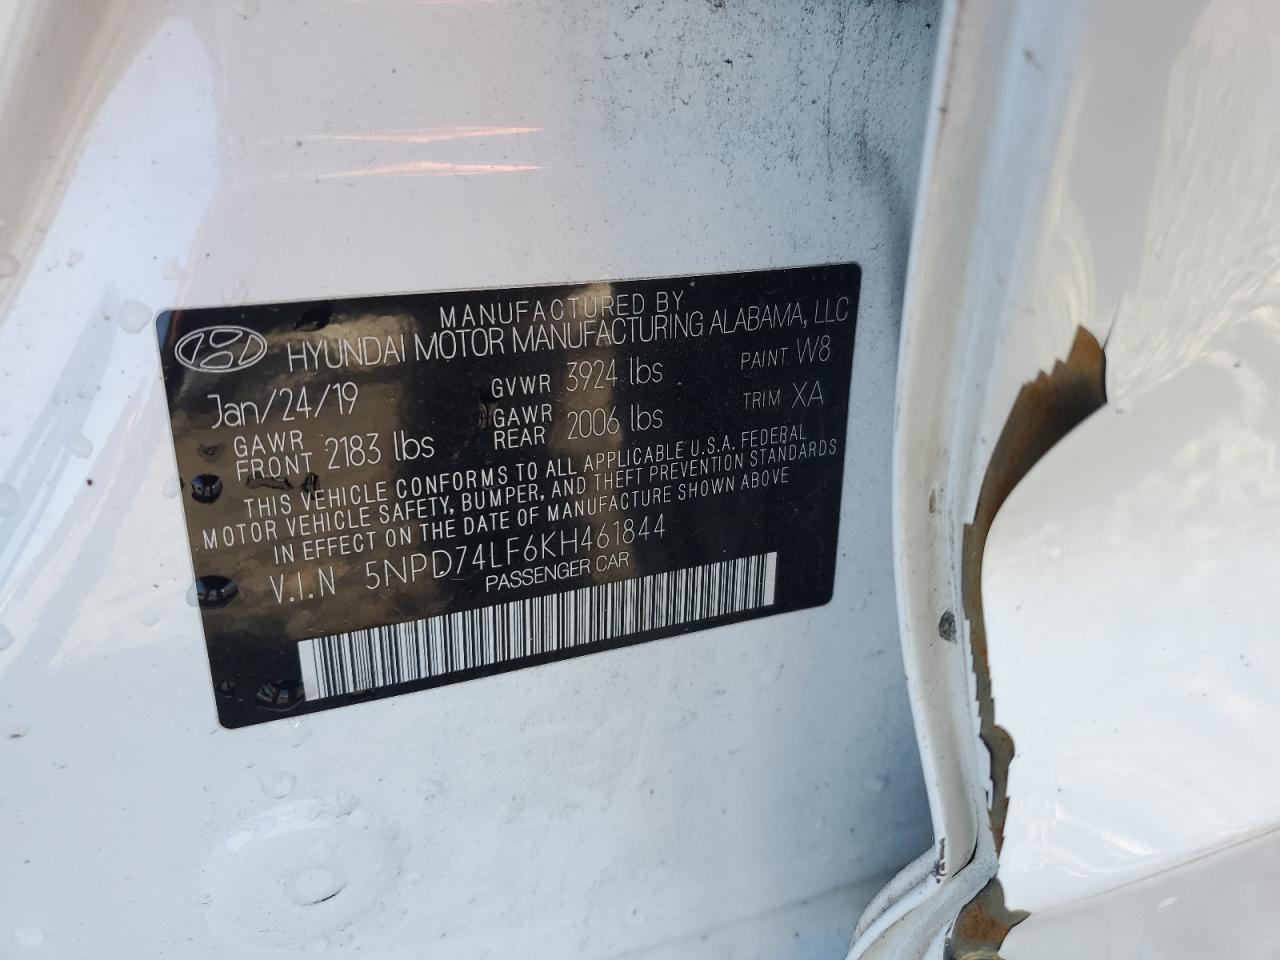 MANUFACTURED BY
HYUNDAI MOTOR MANUFACTURING ALABAMA, LLC
Jan/24/19 GVWR 3924 lbs PAINT W8
GAWR FRONT 2183 lbs GAWR REAR 2006 lbs TRIM XA
THIS VEHICLE CONFORMS TO ALL APPLICABLE U.S.A. FEDERAL
MOTOR VEHICLE SAFETY, BUMPER, AND THEFT PREVENTION STANDARDS
IN EFFECT ON THE DATE OF MANUFACTURE SHOWN ABOVE
V.I.N 5NPD74LF6KH461844
PASSENGER CAR